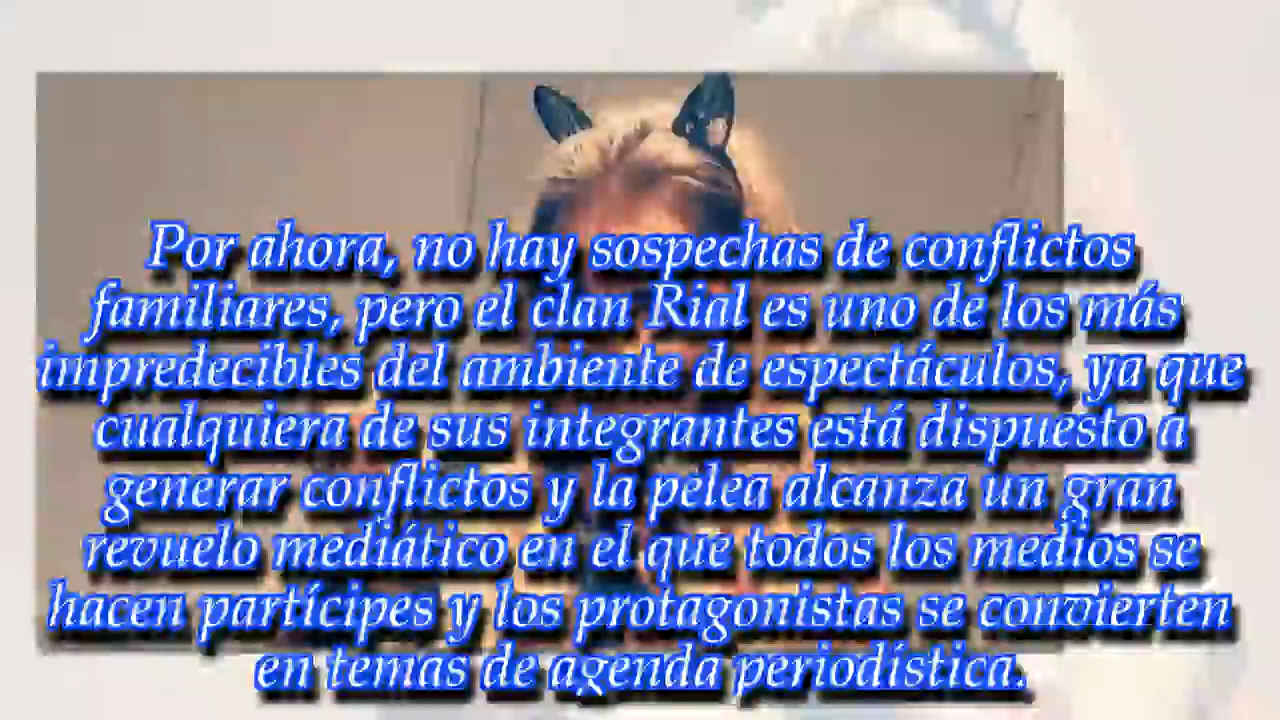 Por ahora, no hay sospechas de conflictos
familiares, pero el clan Rial es uno de los más
impredecibles del ambiente de espectáculos, ya que
cualquiera de sus integrantes está dispuesto a
generar conflictos y la pelea alcanza un gran
revuelo mediático en el que todos los medios se
hacen partícipes y los protagonistas se convierten
en temas de agenda periodística.